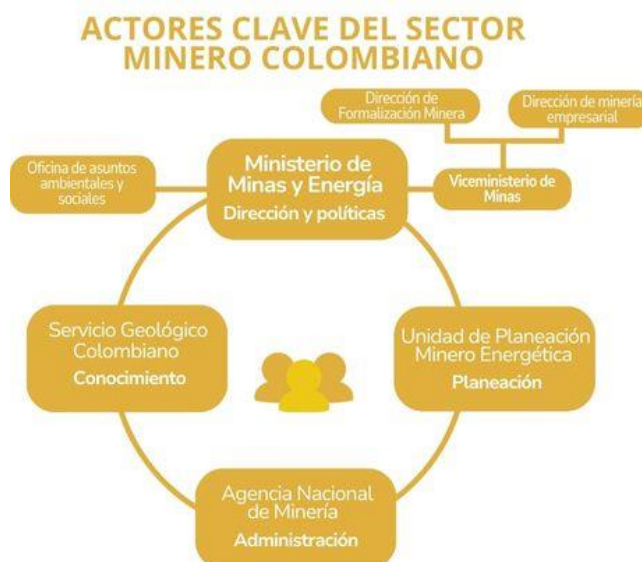 ACTORES CLAVE DEL SECTOR
MINERO COLOMBIANO
Dirección de
Formalización Minera
Dirección de minería
empresarial
Oficina de asuntos
ambientales y
sociales
Ministerio de
Minas y Energía
Dirección y políticas
Viceministerio de
Minas
Servicio Geológico
Colombiano
Conocimiento
Unidad de Planeación
Minero Energética
Planeación
Agencia Nacional
de Minería
Administración